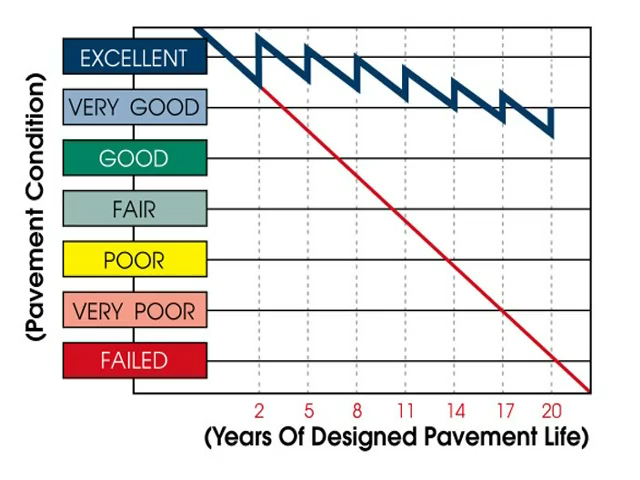 (Pavement Condition)
EXCELLENT
VERY GOOD
GOOD
FAIR
POOR
VERY POOR
FAILED
2 5 8 11 14 17 20
(Years Of Designed Pavement Life)